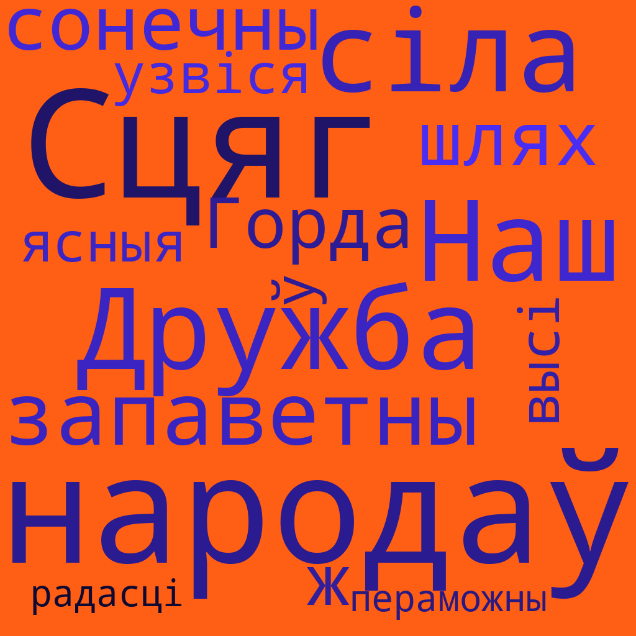 сонечны
сіла
узвіся
Сцяг
шлях
Горда
Наш
ясныя
ў
Дружба
высі
запаветны
народаў
ж
радасці
пераможны